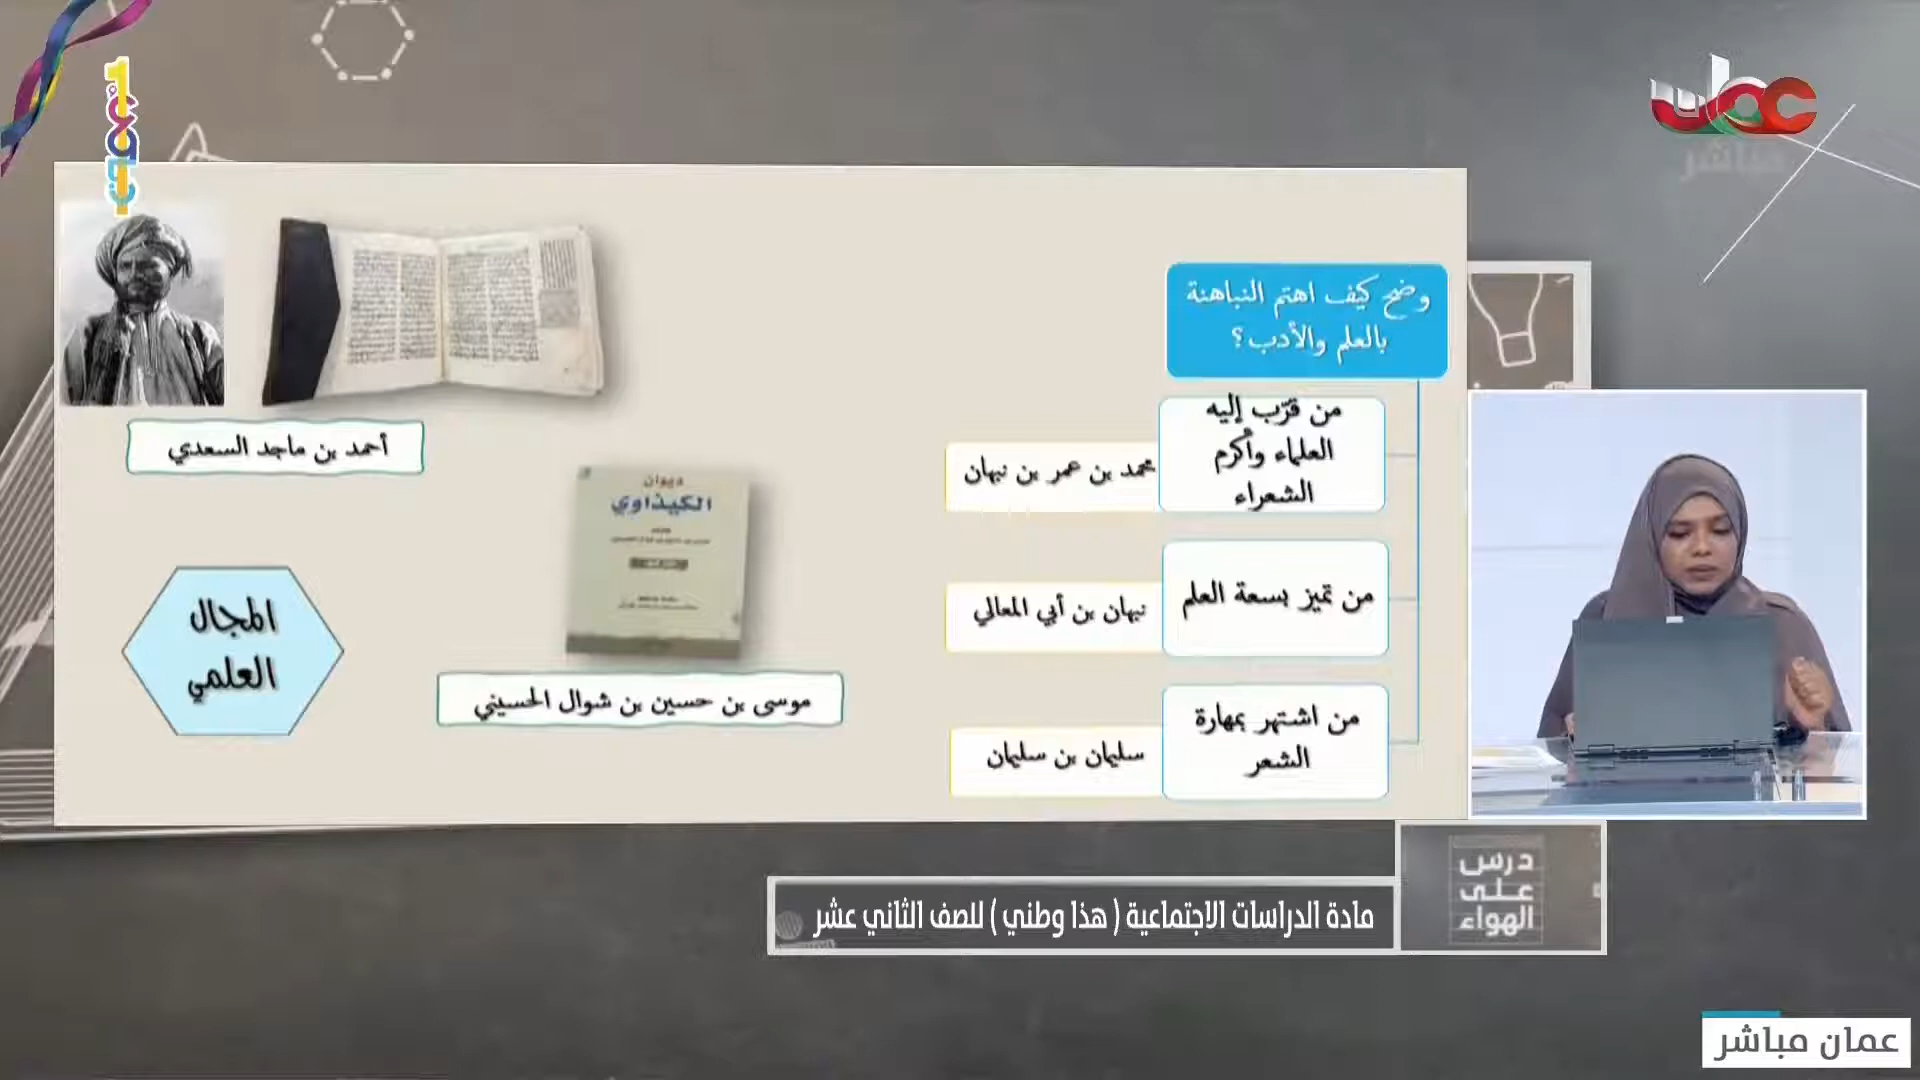 عمان
مباشر
وضح كيف اهتم النباهنة
بالعلم والأدب؟
من قرّب إليه
العلماء وأكرم
الشعراء
محمد بن عمر بن نبهان
من تميز بسعة العلم
نبهان بن أبي المعالي
من اشتهر بمهارة
الشعر
سليمان بن سليمان
أحمد بن ماجد السعدي
ديوان
الكيذاوي
موسى بن حسين بن شوال الحسيني
المجال
العلمي
درس
على
الهواء
مادة الدراسات الاجتماعية ( هذا وطني ) للصف الثاني عشر
عمان مباشر